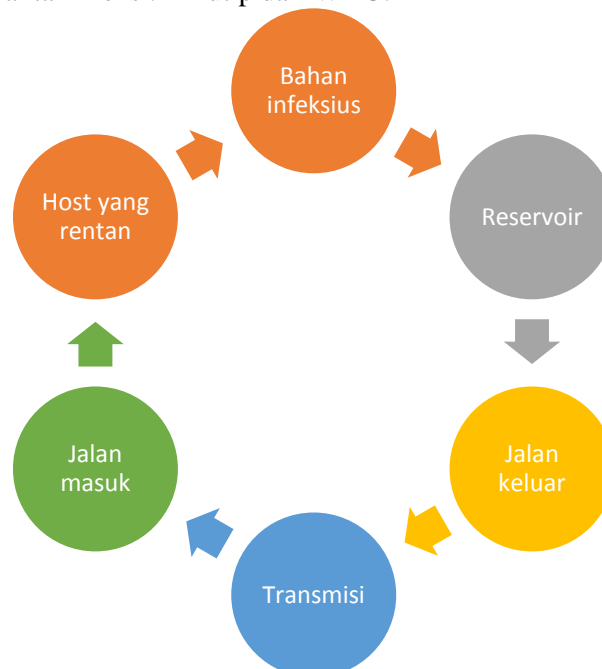 Bahan
infeksius
Reservoir
Jalan
keluar
Transmisi
Jalan
masuk
Host yang
rentan